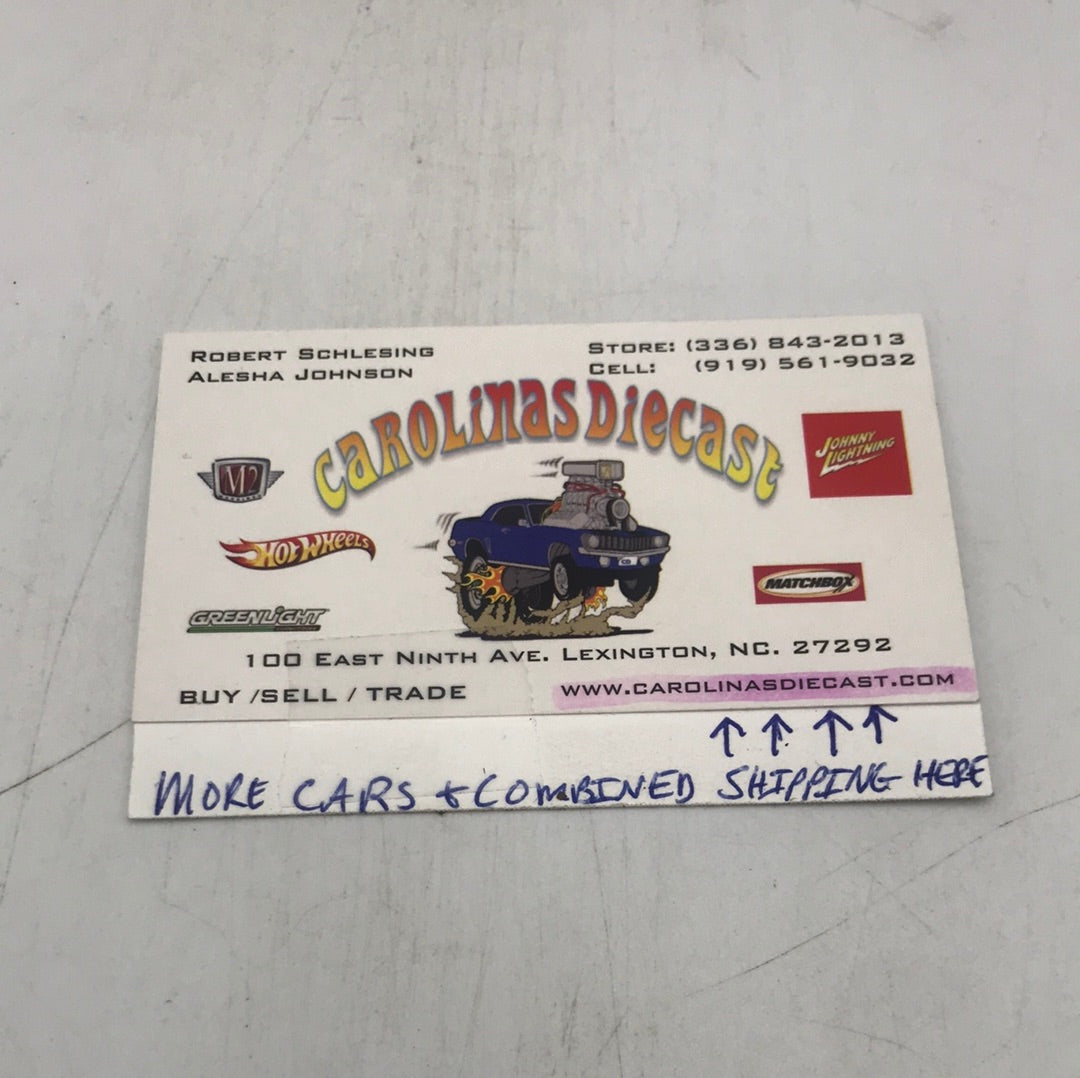 ROBERT SCHLESING
ALESHA JOHNSON
STORE: (336) 843-2013
CELL: (919) 561-9032
CAROLINAS DIECAST
M2
MACHINES
JOHNNY
LIGHTNING
HOT WHEELS
MATCHBOX
GREENLIGHT
100 EAST NINTH AVE. LEXINGTON, NC. 27292
BUY /SELL / TRADE
WWW.CAROLINASDIECAST.COM
↑ ↑ ↑ ↑
MORE CARS + COMBINED SHIPPING HERE